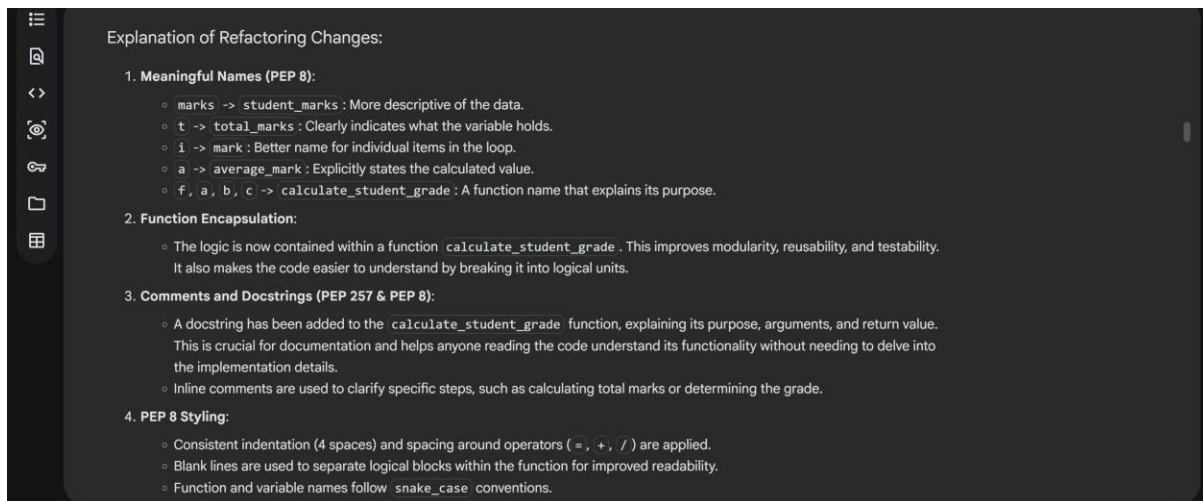 Explanation of Refactoring Changes:
1. Meaningful Names (PEP 8):
◦ marks -> student_marks : More descriptive of the data.
◦ t -> total_marks : Clearly indicates what the variable holds.
◦ i -> mark : Better name for individual items in the loop.
◦ a -> average_mark : Explicitly states the calculated value.
◦ f , a , b , c -> calculate_student_grade : A function name that explains its purpose.
2. Function Encapsulation:
◦ The logic is now contained within a function calculate_student_grade . This improves modularity, reusability, and testability.
It also makes the code easier to understand by breaking it into logical units.
3. Comments and Docstrings (PEP 257 & PEP 8):
◦ A docstring has been added to the calculate_student_grade function, explaining its purpose, arguments, and return value.
This is crucial for documentation and helps anyone reading the code understand its functionality without needing to delve into
the implementation details.
◦ Inline comments are used to clarify specific steps, such as calculating total marks or determining the grade.
4. PEP 8 Styling:
◦ Consistent indentation (4 spaces) and spacing around operators ( = , + , / ) are applied.
◦ Blank lines are used to separate logical blocks within the function for improved readability.
◦ Function and variable names follow snake_case conventions.